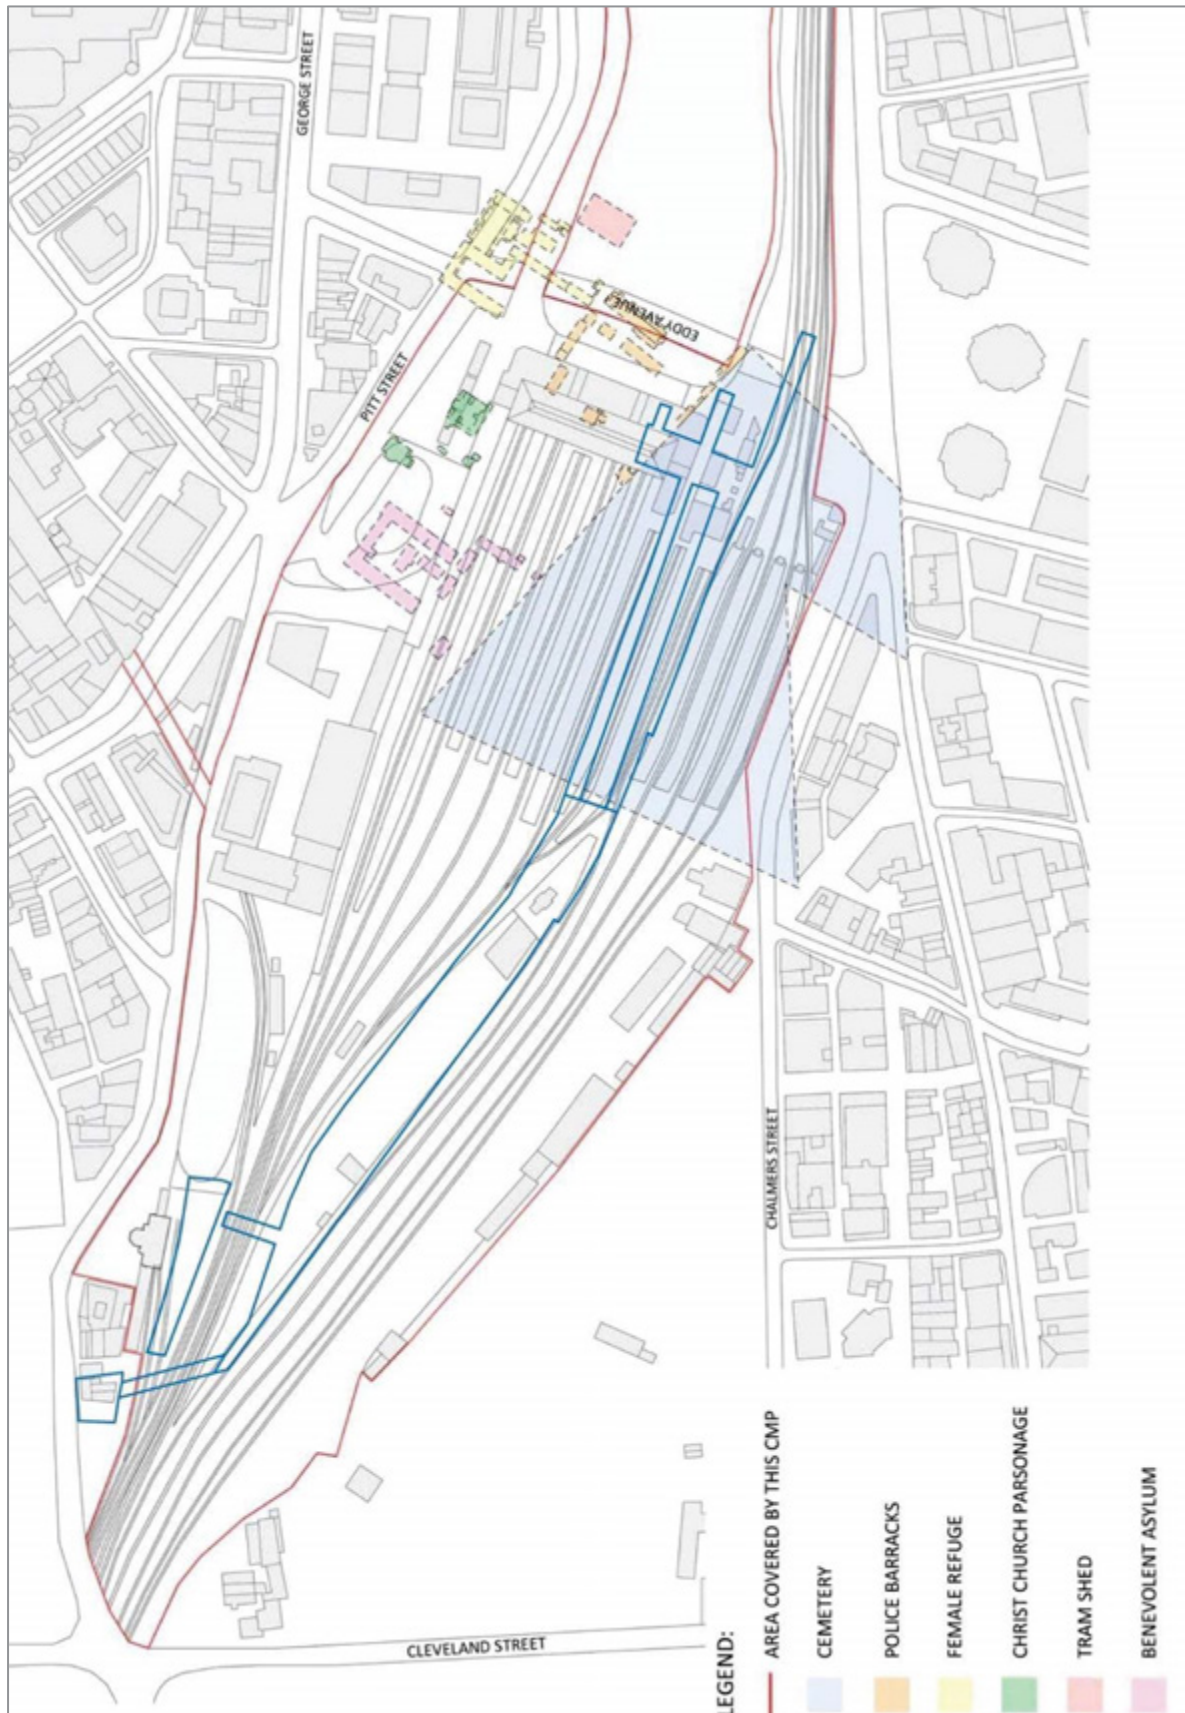 GEORGE STREET
PITT STREET
EDDY AVENUE
CHALMERS STREET
CLEVELAND STREET
LEGEND:
AREA COVERED BY THIS CMP
CEMETERY
POLICE BARRACKS
FEMALE REFUGE
CHRIST CHURCH PARSONAGE
TRAM SHED
BENEVOLENT ASYLUM